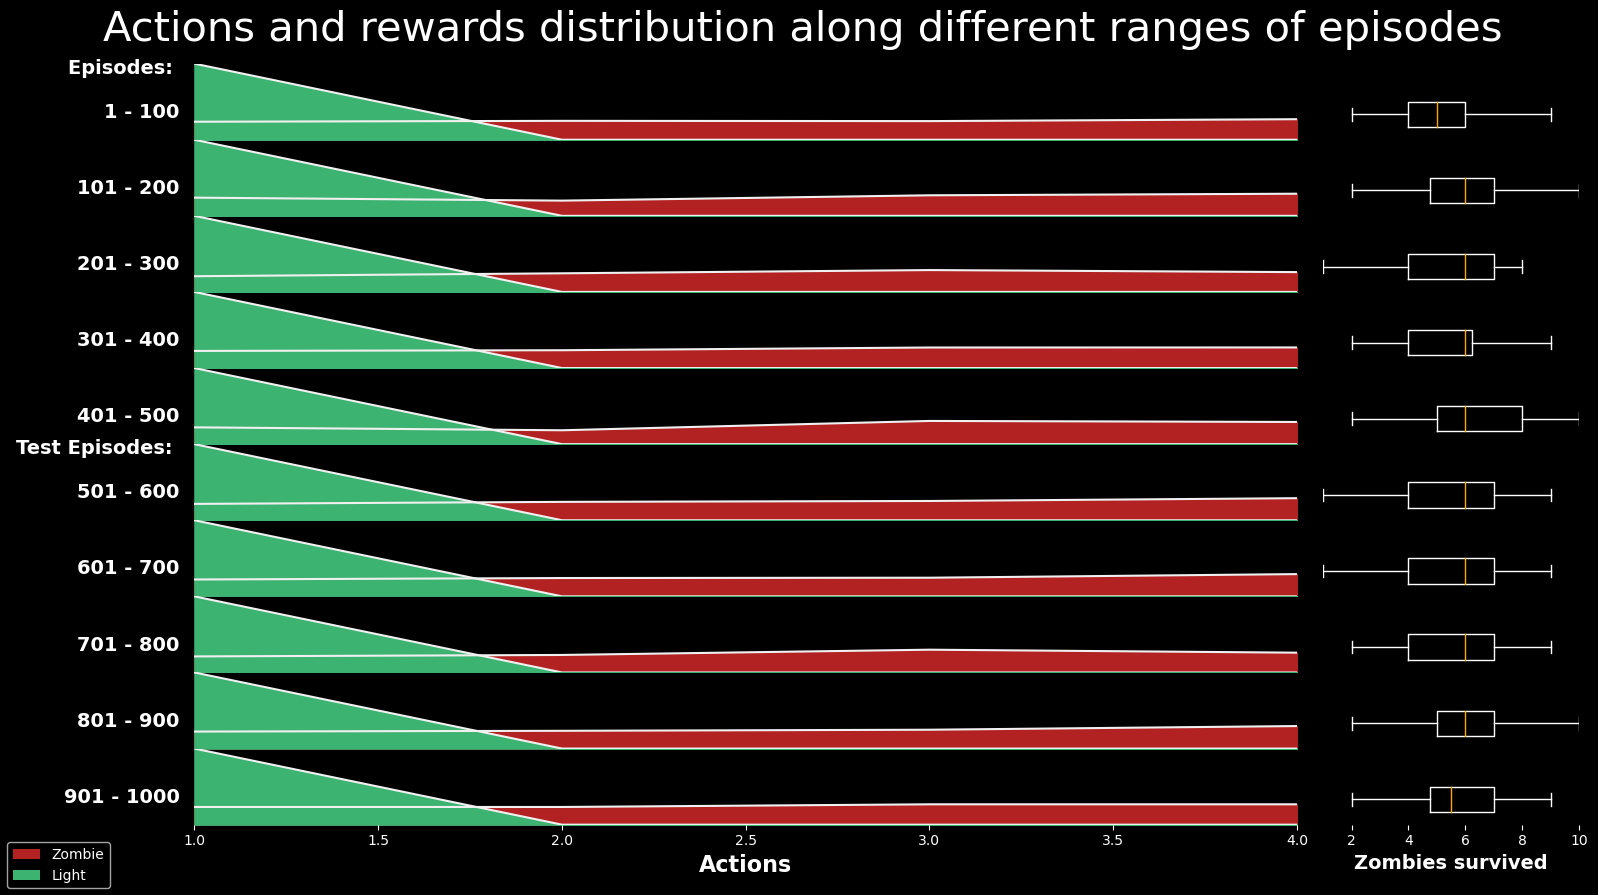 Actions and rewards distribution along different ranges of episodes
Episodes:
1 - 100
101 - 200
201 - 300
301 - 400
401 - 500
Test Episodes:
501 - 600
601 - 700
701 - 800
801 - 900
901 - 1000
1.0 1.5 2.0 2.5 3.0 3.5 4.0
Actions
2 4 6 8 10
Zombies survived
Zombie
Light